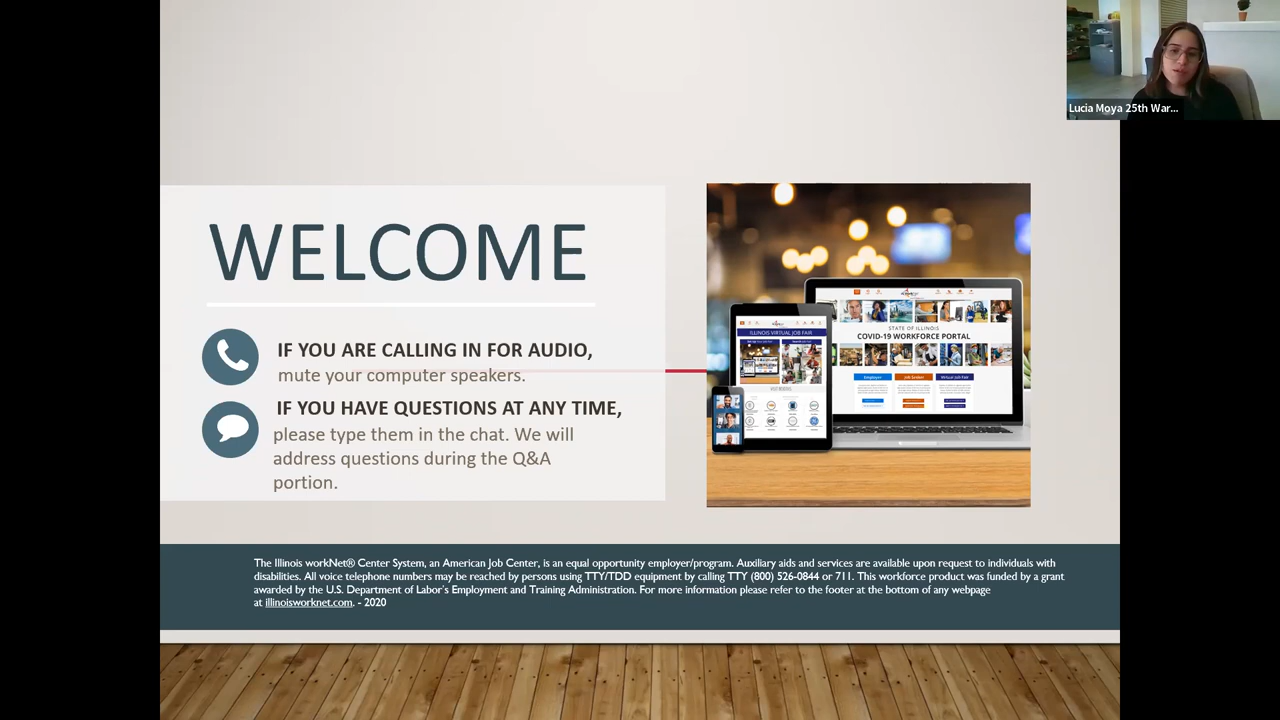 Lucia Moya 25th War...
WELCOME
IF YOU ARE CALLING IN FOR AUDIO,
mute your computer speakers.
IF YOU HAVE QUESTIONS AT ANY TIME,
please type them in the chat. We will
address questions during the Q&A
portion.
STATE OF ILLINOIS
COVID-19 WORKFORCE PORTAL
ILLINOIS VIRTUAL JOB FAIR
Employer
Job Seeker
Virtual Job Fair
The Illinois workNet® Center System, an American Job Center, is an equal opportunity employer/program. Auxiliary aids and services are available upon request to individuals with
disabilities. All voice telephone numbers may be reached by persons using TTY/TDD equipment by calling TTY (800) 526-0844 or 711. This workforce product was funded by a grant
awarded by the U.S. Department of Labor's Employment and Training Administration. For more information please refer to the footer at the bottom of any webpage
at illinoisworknet.com. - 2020